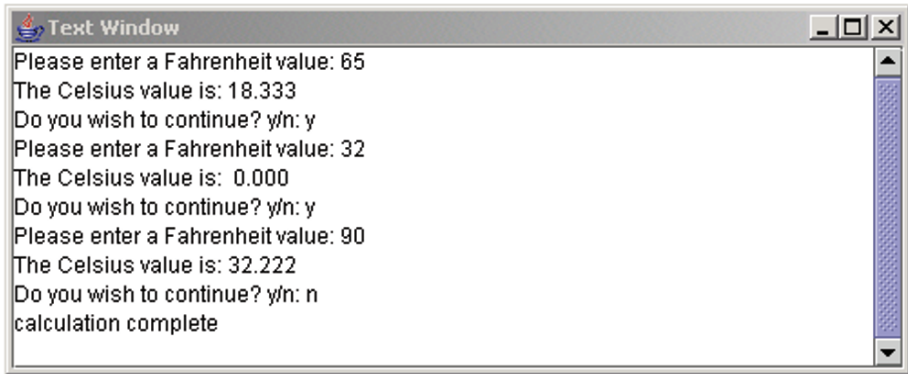 Text Window
Please enter a Fahrenheit value: 65
The Celsius value is: 18.333
Do you wish to continue? y/n: y
Please enter a Fahrenheit value: 32
The Celsius value is:  0.000
Do you wish to continue? y/n: y
Please enter a Fahrenheit value: 90
The Celsius value is: 32.222
Do you wish to continue? y/n: n
calculation complete